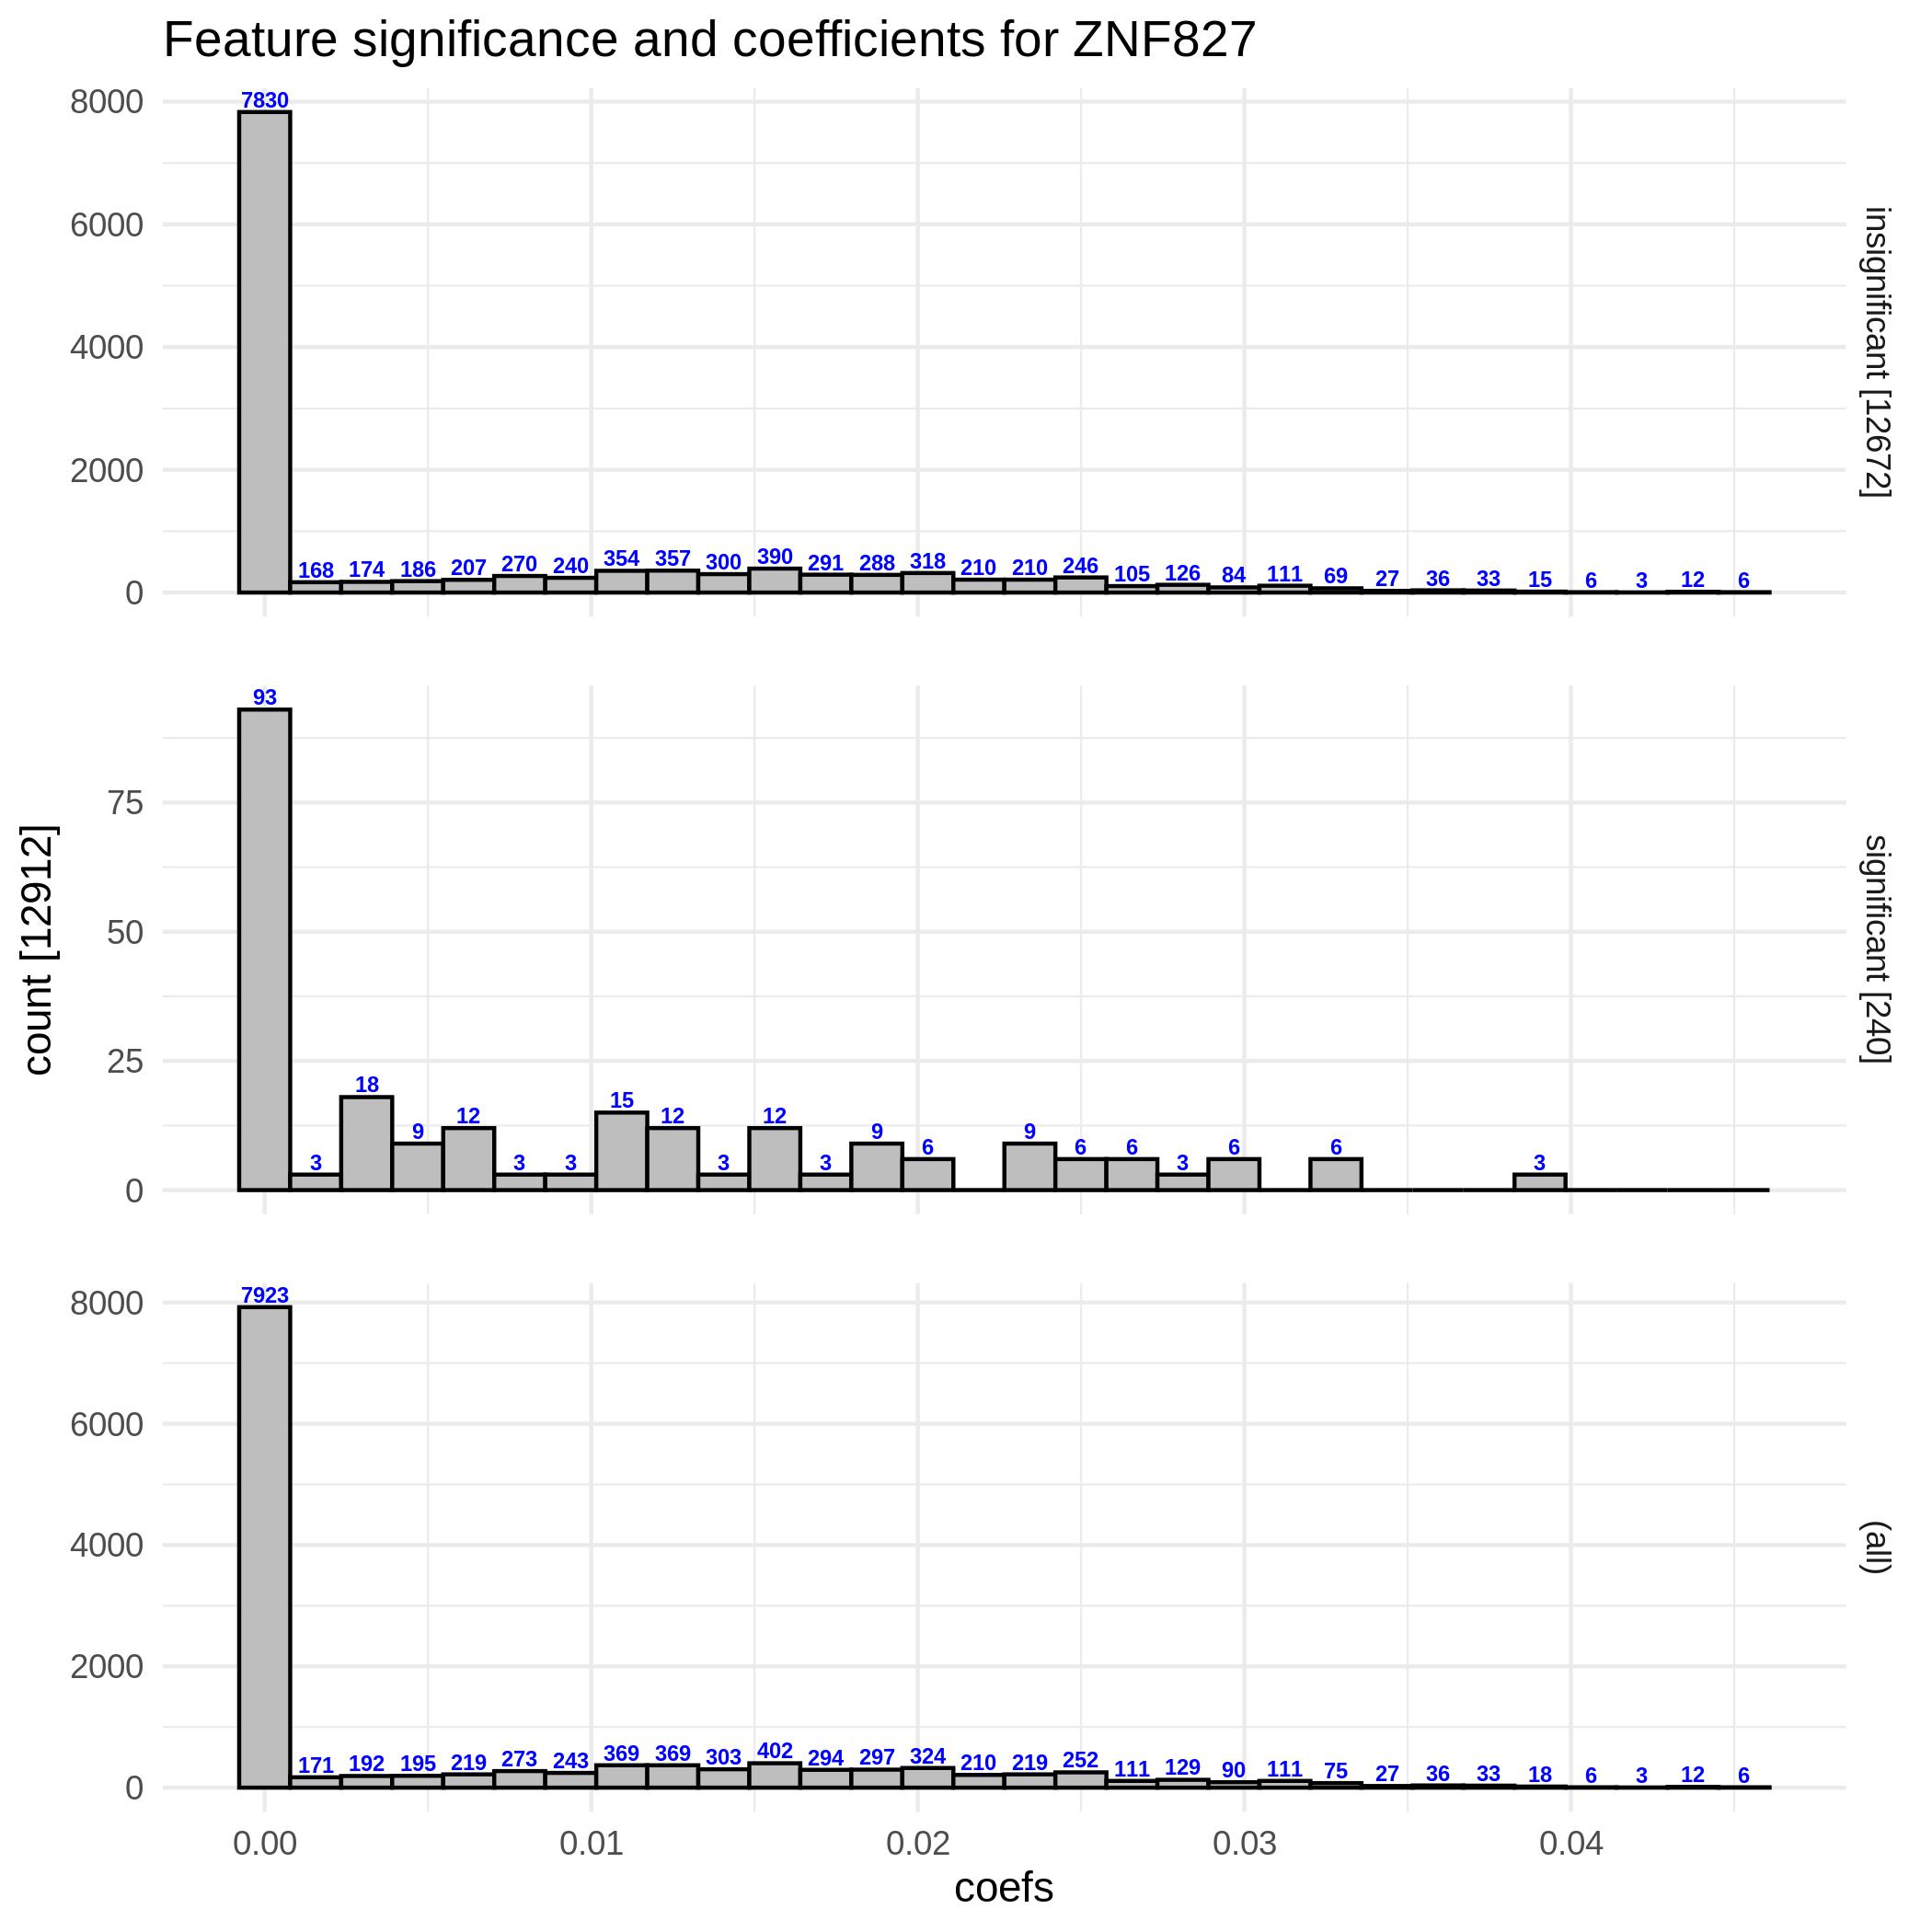 Feature significance and coefficients for ZNF827
8000
6000
4000
2000
0
7830
168 174 186 207 270 240 354 357 300 390 291 288 318 210 210 246 105 126 84 111 69 27 36 33 15 6 3 12 6
insignificant [12672]
count [12912]
75
50
25
0
93
3 18 9 12 3 3 15 12 3 12 3 9 6 9 6 6 3 6 6 3
significant [240]
8000
6000
4000
2000
0
7923
171 192 195 219 273 243 369 369 303 402 294 297 324 210 219 252 111 129 90 111 75 27 36 33 18 6 3 12 6
(all)
0.00 0.01 0.02 0.03 0.04
coefs